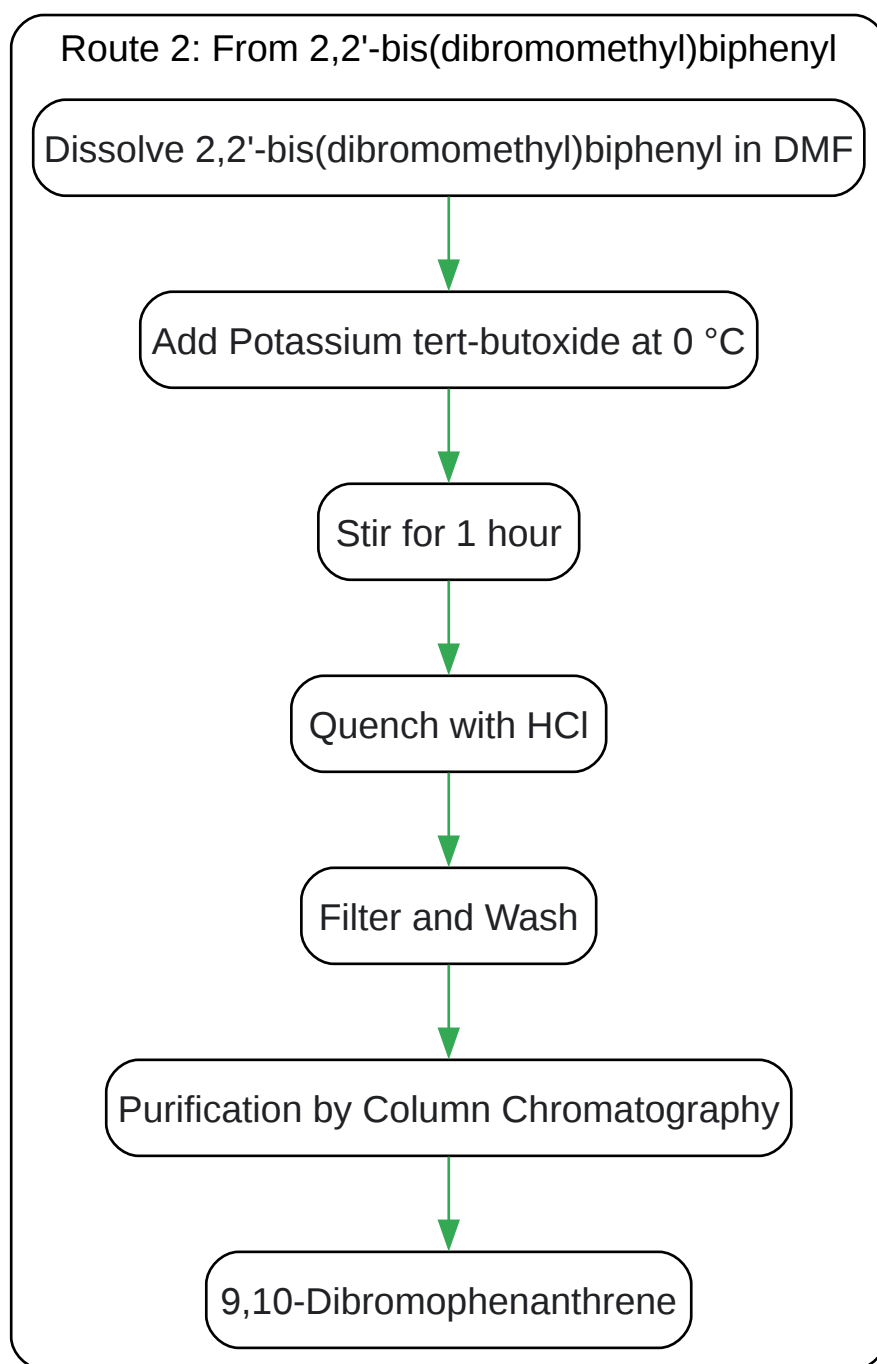 Route 2: From 2,2'-bis(dibromomethyl)biphenyl
Dissolve 2,2'-bis(dibromomethyl)biphenyl in DMF
Add Potassium tert-butoxide at 0 °C
Stir for 1 hour
Quench with HCl
Filter and Wash
Purification by Column Chromatography
9,10-Dibromophenanthrene